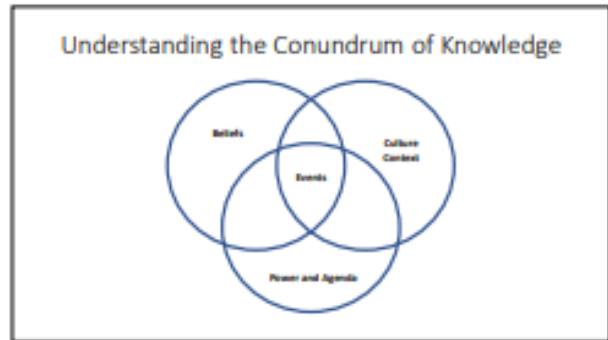 Understanding the Conundrum of Knowledge
Beliefs
Culture
Context
Events
Power and Agenda